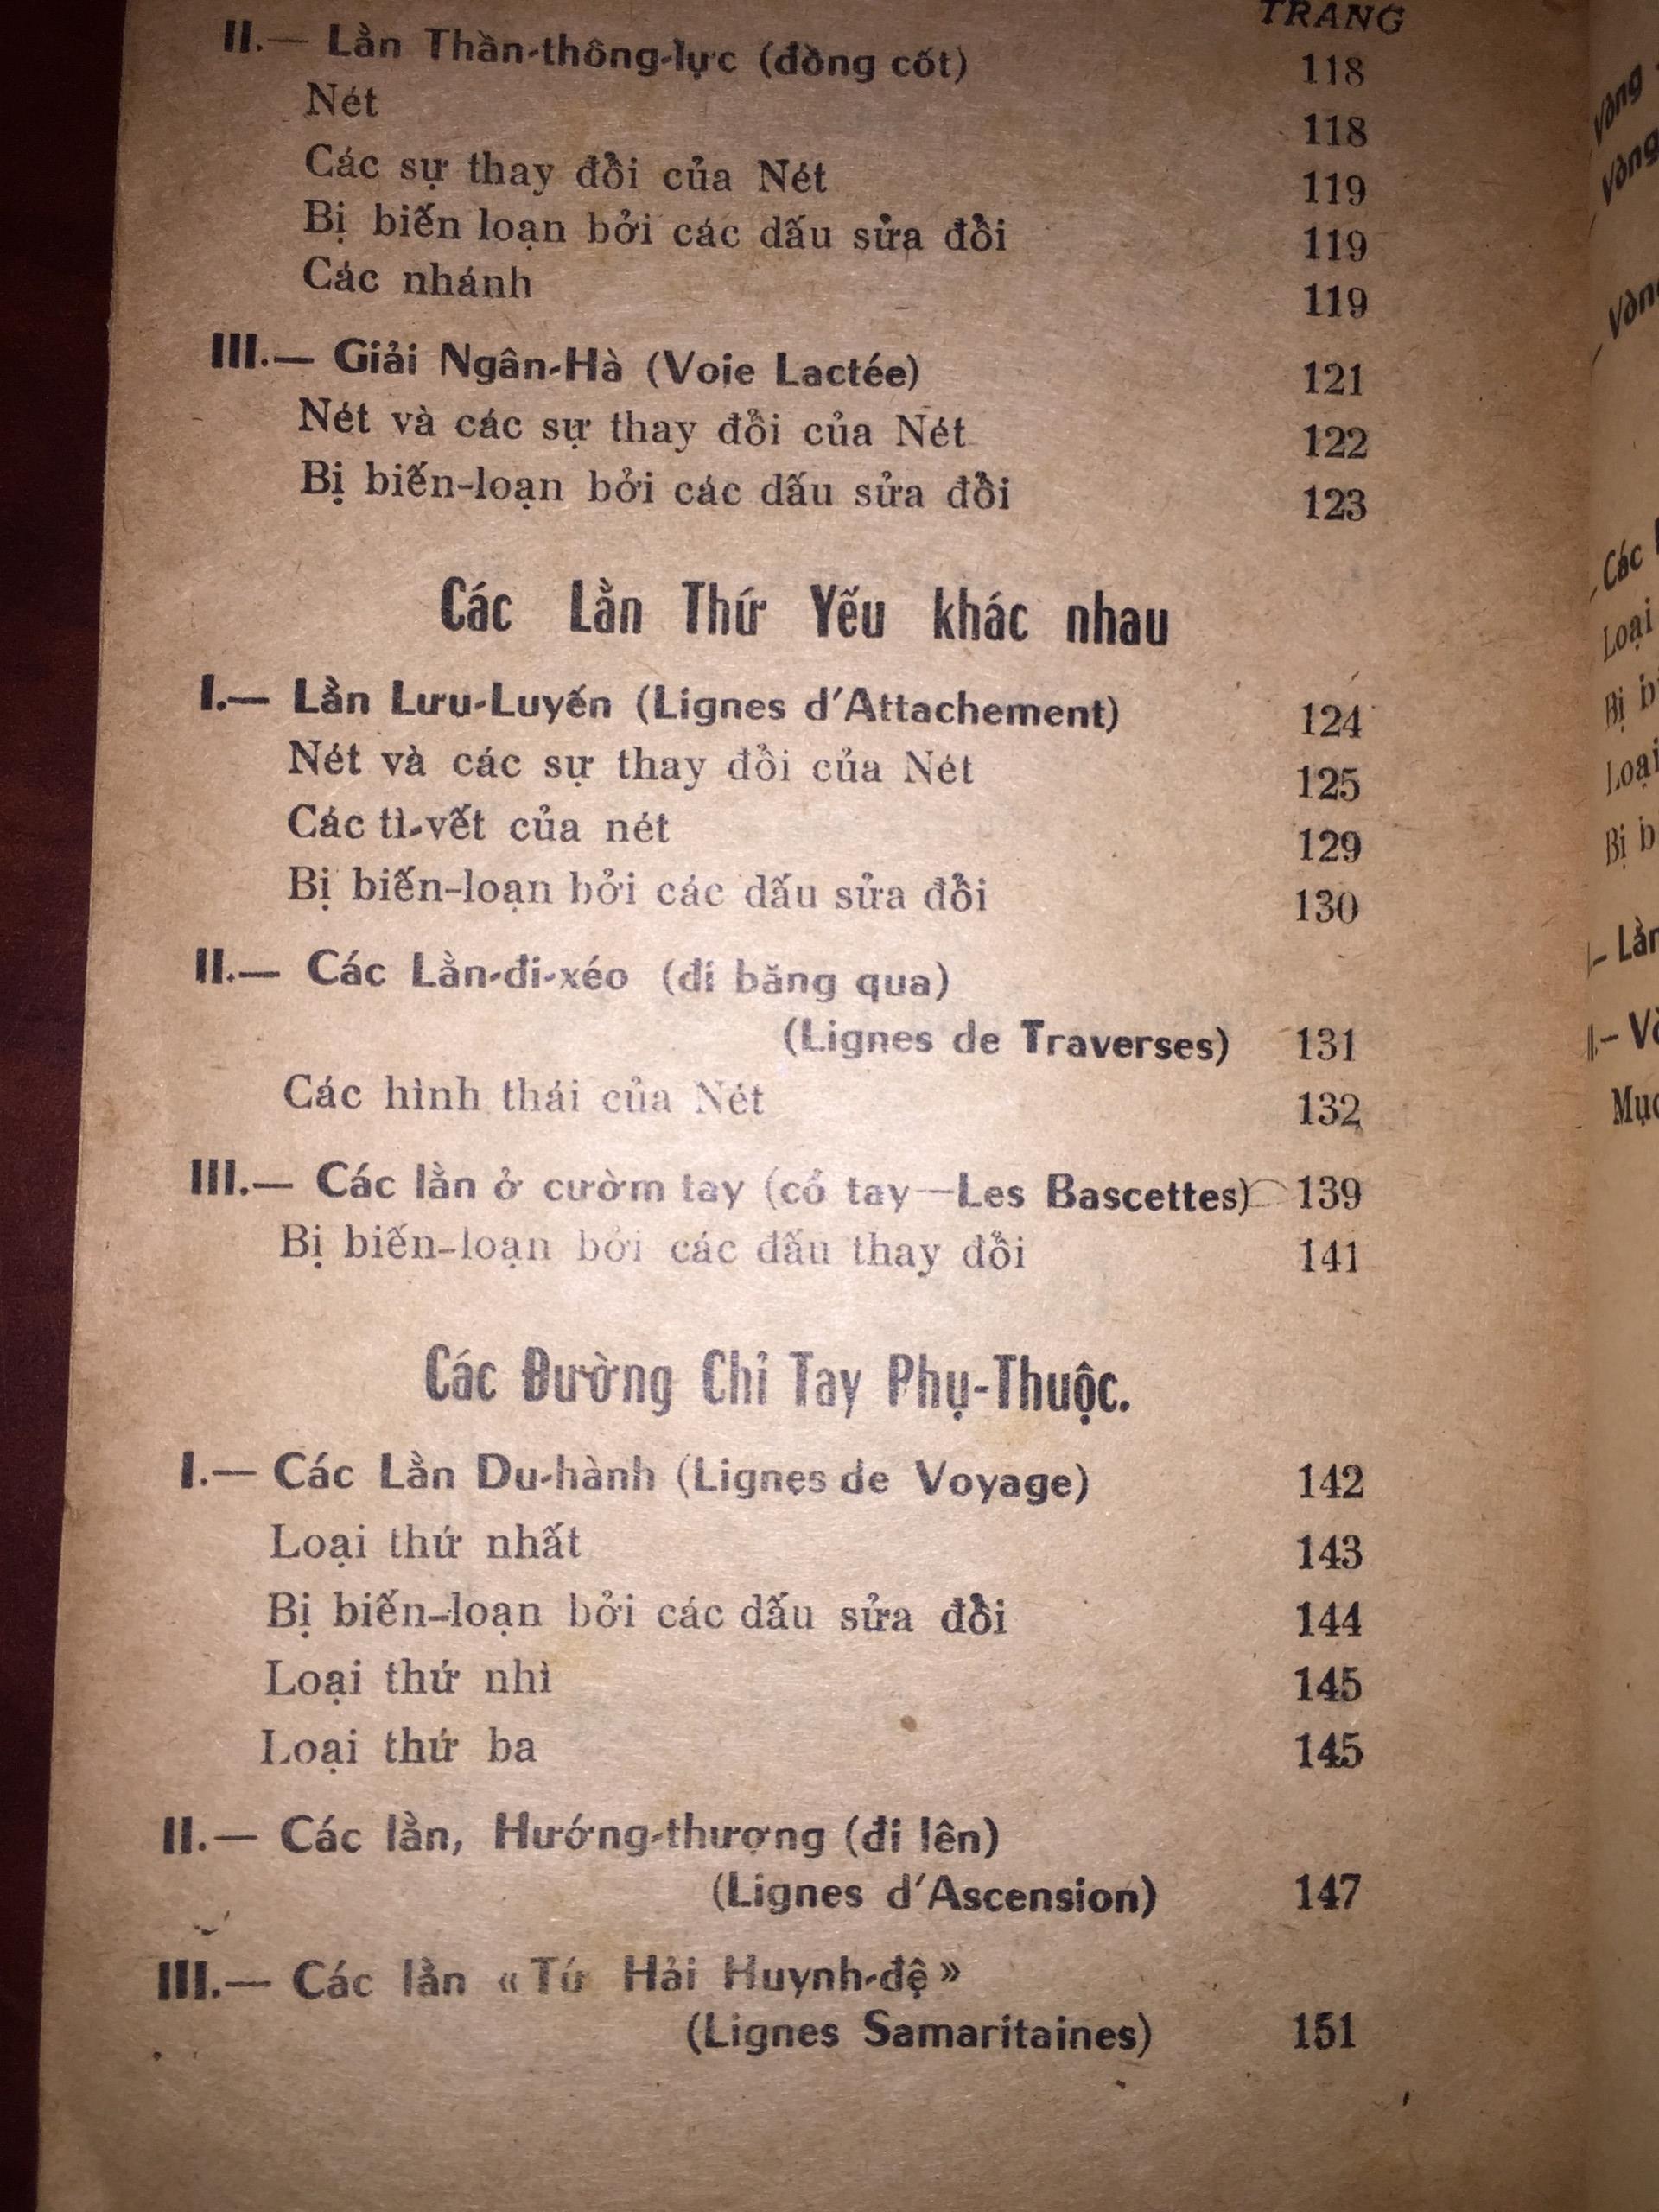 TRANG
II.— Lằn Thần-thông-lực (đồng cốt) 118
Nét 118
Các sự thay đổi của Nét 119
Bị biến loạn bởi các dấu sửa đổi 119
Các nhánh 119
III.— Giải Ngân-Hà (Voie Lactée) 121
Nét và các sự thay đổi của Nét 122
Bị biến-loạn bởi các dấu sửa đổi 123
Các Lằn Thứ Yếu khác nhau
I.— Lằn Lưu-Luyến (Lignes d'Attachement) 124
Nét và các sự thay đổi của Nét 125
Các tì-vết của nét 129
Bị biến-loạn bởi các dấu sửa đổi 130
II.— Các Lằn-đi-xéo (đi băng qua)
(Lignes de Traverses) 131
Các hình thái của Nét 132
III.— Các lằn ở cườm tay (cổ tay—Les Bascettes) 139
Bị biến-loạn bởi các dấu thay đổi 141
Các Đường Chỉ Tay Phụ-Thuộc.
I.— Các Lằn Du-hành (Lignes de Voyage) 142
Loại thứ nhất 143
Bị biến-loạn bởi các dấu sửa đổi 144
Loại thứ nhì 145
Loại thứ ba 145
II.— Các lằn, Hướng-thượng (đi lên)
(Lignes d'Ascension) 147
III.— Các lằn «Tứ Hải Huynh-đệ»
(Lignes Samaritaines) 151
Vòng
Vòng
Các
Loại
Bị
Loại
Bị